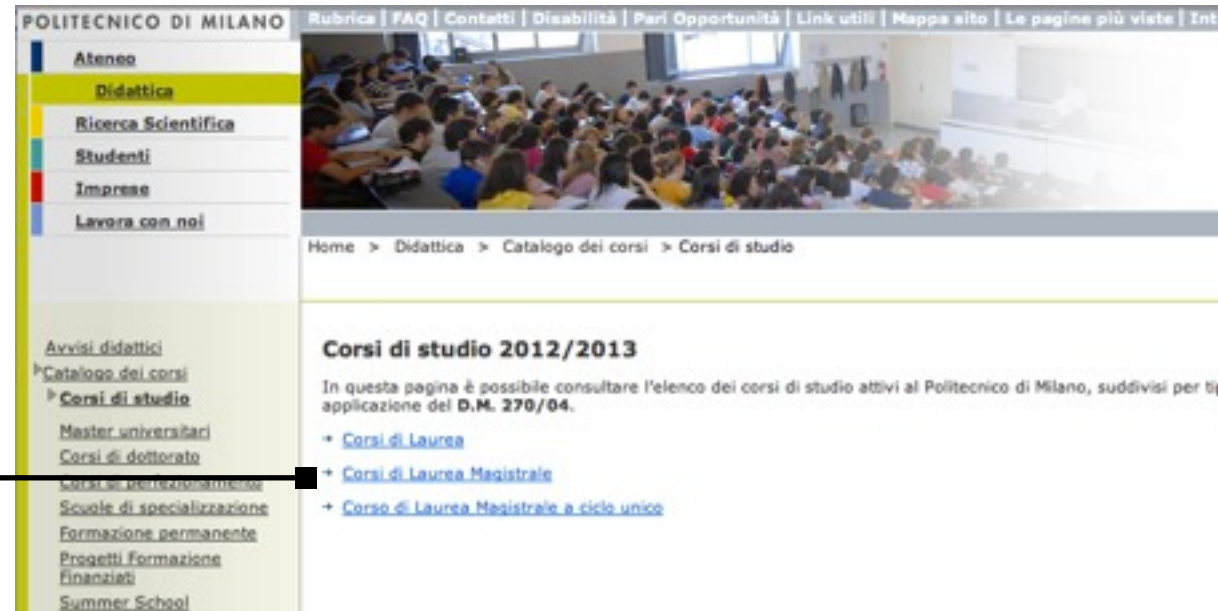 POLITECNICO DI MILANO
Rubrica | FAQ | Contatti | Disabilità | Pari Opportunità | Link utili | Mappa sito | Le pagine più viste | Int
Ateneo
Didattica
Ricerca Scientifica
Studenti
Imprese
Lavora con noi
Home > Didattica > Catalogo dei corsi > Corsi di studio
Avvisi didattici
Catalogo dei corsi
Corsi di studio
Master universitari
Corsi di dottorato
Corsi di perfezionamento
Scuole di specializzazione
Formazione permanente
Progetti Formazione
Finanziati
Summer School
Corsi di studio 2012/2013
In questa pagina è possibile consultare l'elenco dei corsi di studio attivi al Politecnico di Milano, suddivisi per ti
applicazione del D.M. 270/04.
Corsi di Laurea
Corsi di Laurea Magistrale
Corso di Laurea Magistrale a ciclo unico